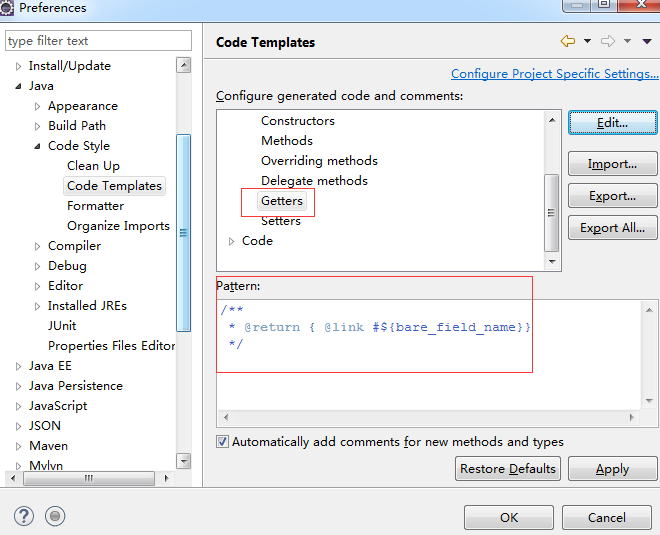 Preferences
type filter text
Install/Update
Java
Appearance
Build Path
Code Style
Clean Up
Code Templates
Formatter
Organize Imports
Compiler
Debug
Editor
Installed JREs
JUnit
Properties Files Editor
Java EE
Java Persistence
JavaScript
JSON
Maven
Mylyn
Code Templates
Configure Project Specific Settings...
Configure generated code and comments:
Constructors
Methods
Overriding methods
Delegate methods
Getters
Setters
Code
Edit...
Import...
Export...
Export All...
Pattern:
/**
* @return { @link #${bare_field_name}}
*/
Automatically add comments for new methods and types
Restore Defaults
Apply
?
OK
Cancel